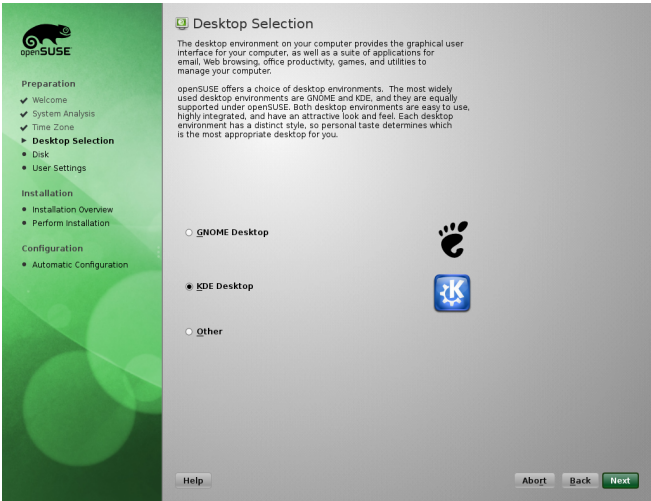 openSUSE
Preparation
Welcome
System Analysis
Time Zone
Desktop Selection
Disk
User Settings
Installation
Installation Overview
Perform Installation
Configuration
Automatic Configuration
Desktop Selection
The desktop environment on your computer provides the graphical user
interface for your computer, as well as a suite of applications for
email, Web browsing, office productivity, games, and utilities to
manage your computer.
openSUSE offers a choice of desktop environments. The most widely
used desktop environments are GNOME and KDE, and they are equally
supported under openSUSE. Both desktop environments are easy to use,
highly integrated, and have an attractive look and feel. Each desktop
environment has a distinct style, so personal taste determines which
is the most appropriate desktop for you.
GNOME Desktop
KDE Desktop
K
Other
Help
Abort
Back
Next